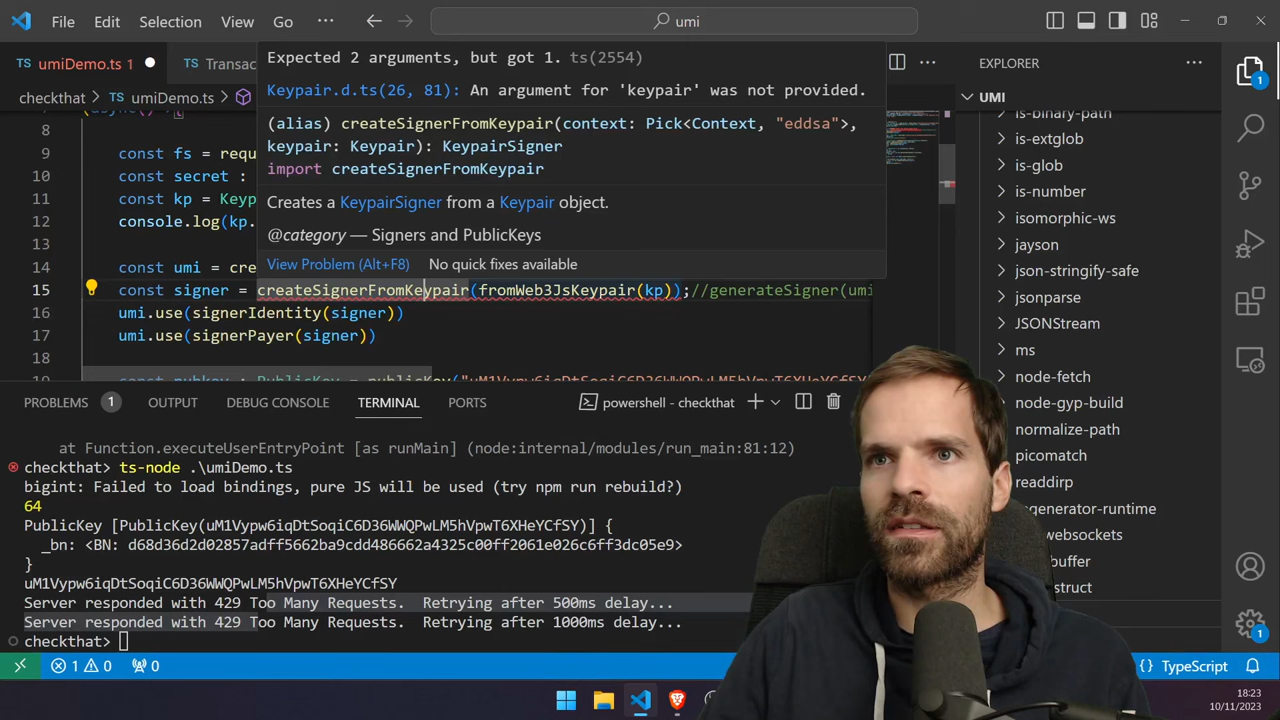 File Edit Selection View Go ··· umi
TS umiDemo.ts 1 TS Transac
checkthat > TS umiDemo.ts >
Expected 2 arguments, but got 1. ts(2554)
Keypair.d.ts(26, 81): An argument for 'keypair' was not provided.
(alias) createSignerFromKeypair(context: Pick<Context, "eddsa">,
keypair: Keypair): KeypairSigner
import createSignerFromKeypair
Creates a KeypairSigner from a Keypair object.
@category — Signers and PublicKeys
View Problem (Alt+F8) No quick fixes available
8
9 const fs = requ
10 const secret :
11 const kp = Keyp
12 console.log(kp.
13
14 const umi = cre
15 const signer = createSignerFromKeypair(fromWeb3JsKeypair(kp));//generateSigner(umi
16 umi.use(signerIdentity(signer))
17 umi.use(signerPayer(signer))
18
19 const pubkey : PublicKey = publicKey("uM1Vypw6iqDtSoqiC6D36WWQPwLM5hVpwT6XHeYCfSY
PROBLEMS 1 OUTPUT DEBUG CONSOLE TERMINAL PORTS powershell - checkthat
at Function.executeUserEntryPoint [as runMain] (node:internal/modules/run_main:81:12)
checkthat> ts-node .\umiDemo.ts
bigint: Failed to load bindings, pure JS will be used (try npm run rebuild?)
64
PublicKey [PublicKey(uM1Vypw6iqDtSoqiC6D36WWQPwLM5hVpwT6XHeYCfSY)] {
_bn: <BN: d68d36d2d02857adff5662ba9cdd486662a4325c00ff2061e026c6ff3dc05e9>
}
uM1Vypw6iqDtSoqiC6D36WWQPwLM5hVpwT6XHeYCfSY
Server responded with 429 Too Many Requests. Retrying after 500ms delay...
Server responded with 429 Too Many Requests. Retrying after 1000ms delay...
checkthat>
EXPLORER ···
UMI
is-binary-path
is-extglob
is-glob
is-number
isomorphic-ws
jayson
json-stringify-safe
jsonparse
JSONStream
ms
node-fetch
node-gyp-build
normalize-path
picomatch
readdirp
enerator-runtime
websockets
buffer
struct
1
1
1 0 0 { } TypeScript
18:23
10/11/2023